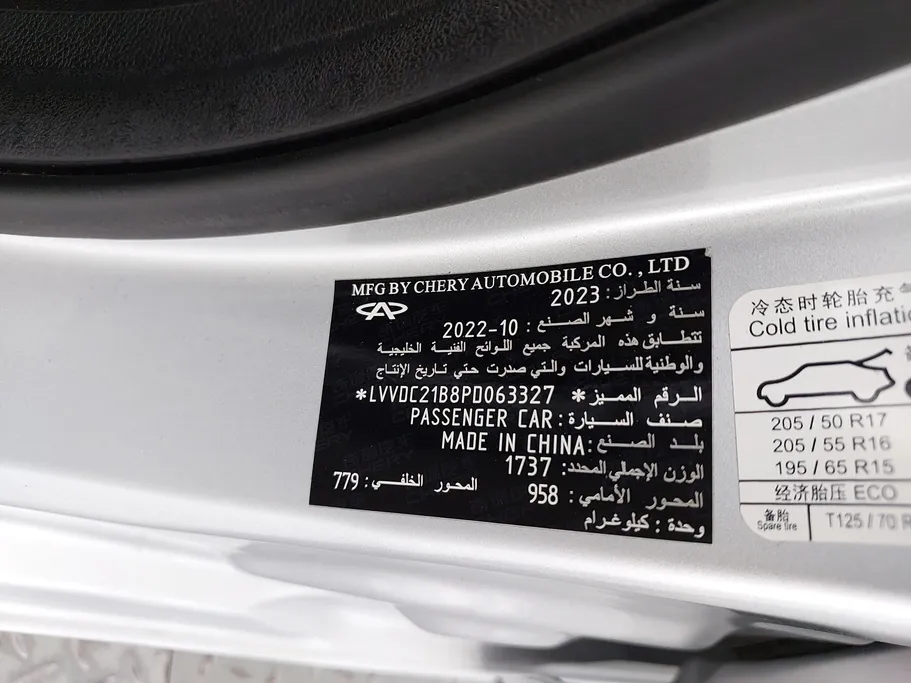 MFG BY CHERY AUTOMOBILE CO. , LTD
سنة الطراز: 2023
سنة و شهر الصنع : 2022-10
تتطابق هذه المركبة جميع اللوائح الفنية الخليجية
والوطنية للسيارات والتي صدرت حتي تاريخ الإنتاج
الرقم المميز: *LVVDC21B8PD063327*
صنف السيارة: PASSENGER CAR
بلد الصنع: MADE IN CHINA
الوزن الإجمالي المحدد: 1737
المحور الأمامي: 958 المحور الخلفي: 779
وحدة : كيلوغرام
冷态时轮胎充气
Cold tire inflatio
205 / 50 R17
205 / 55 R16
195 / 65 R15
经济胎压 ECO
备胎
Spare tire
T125 / 70 R